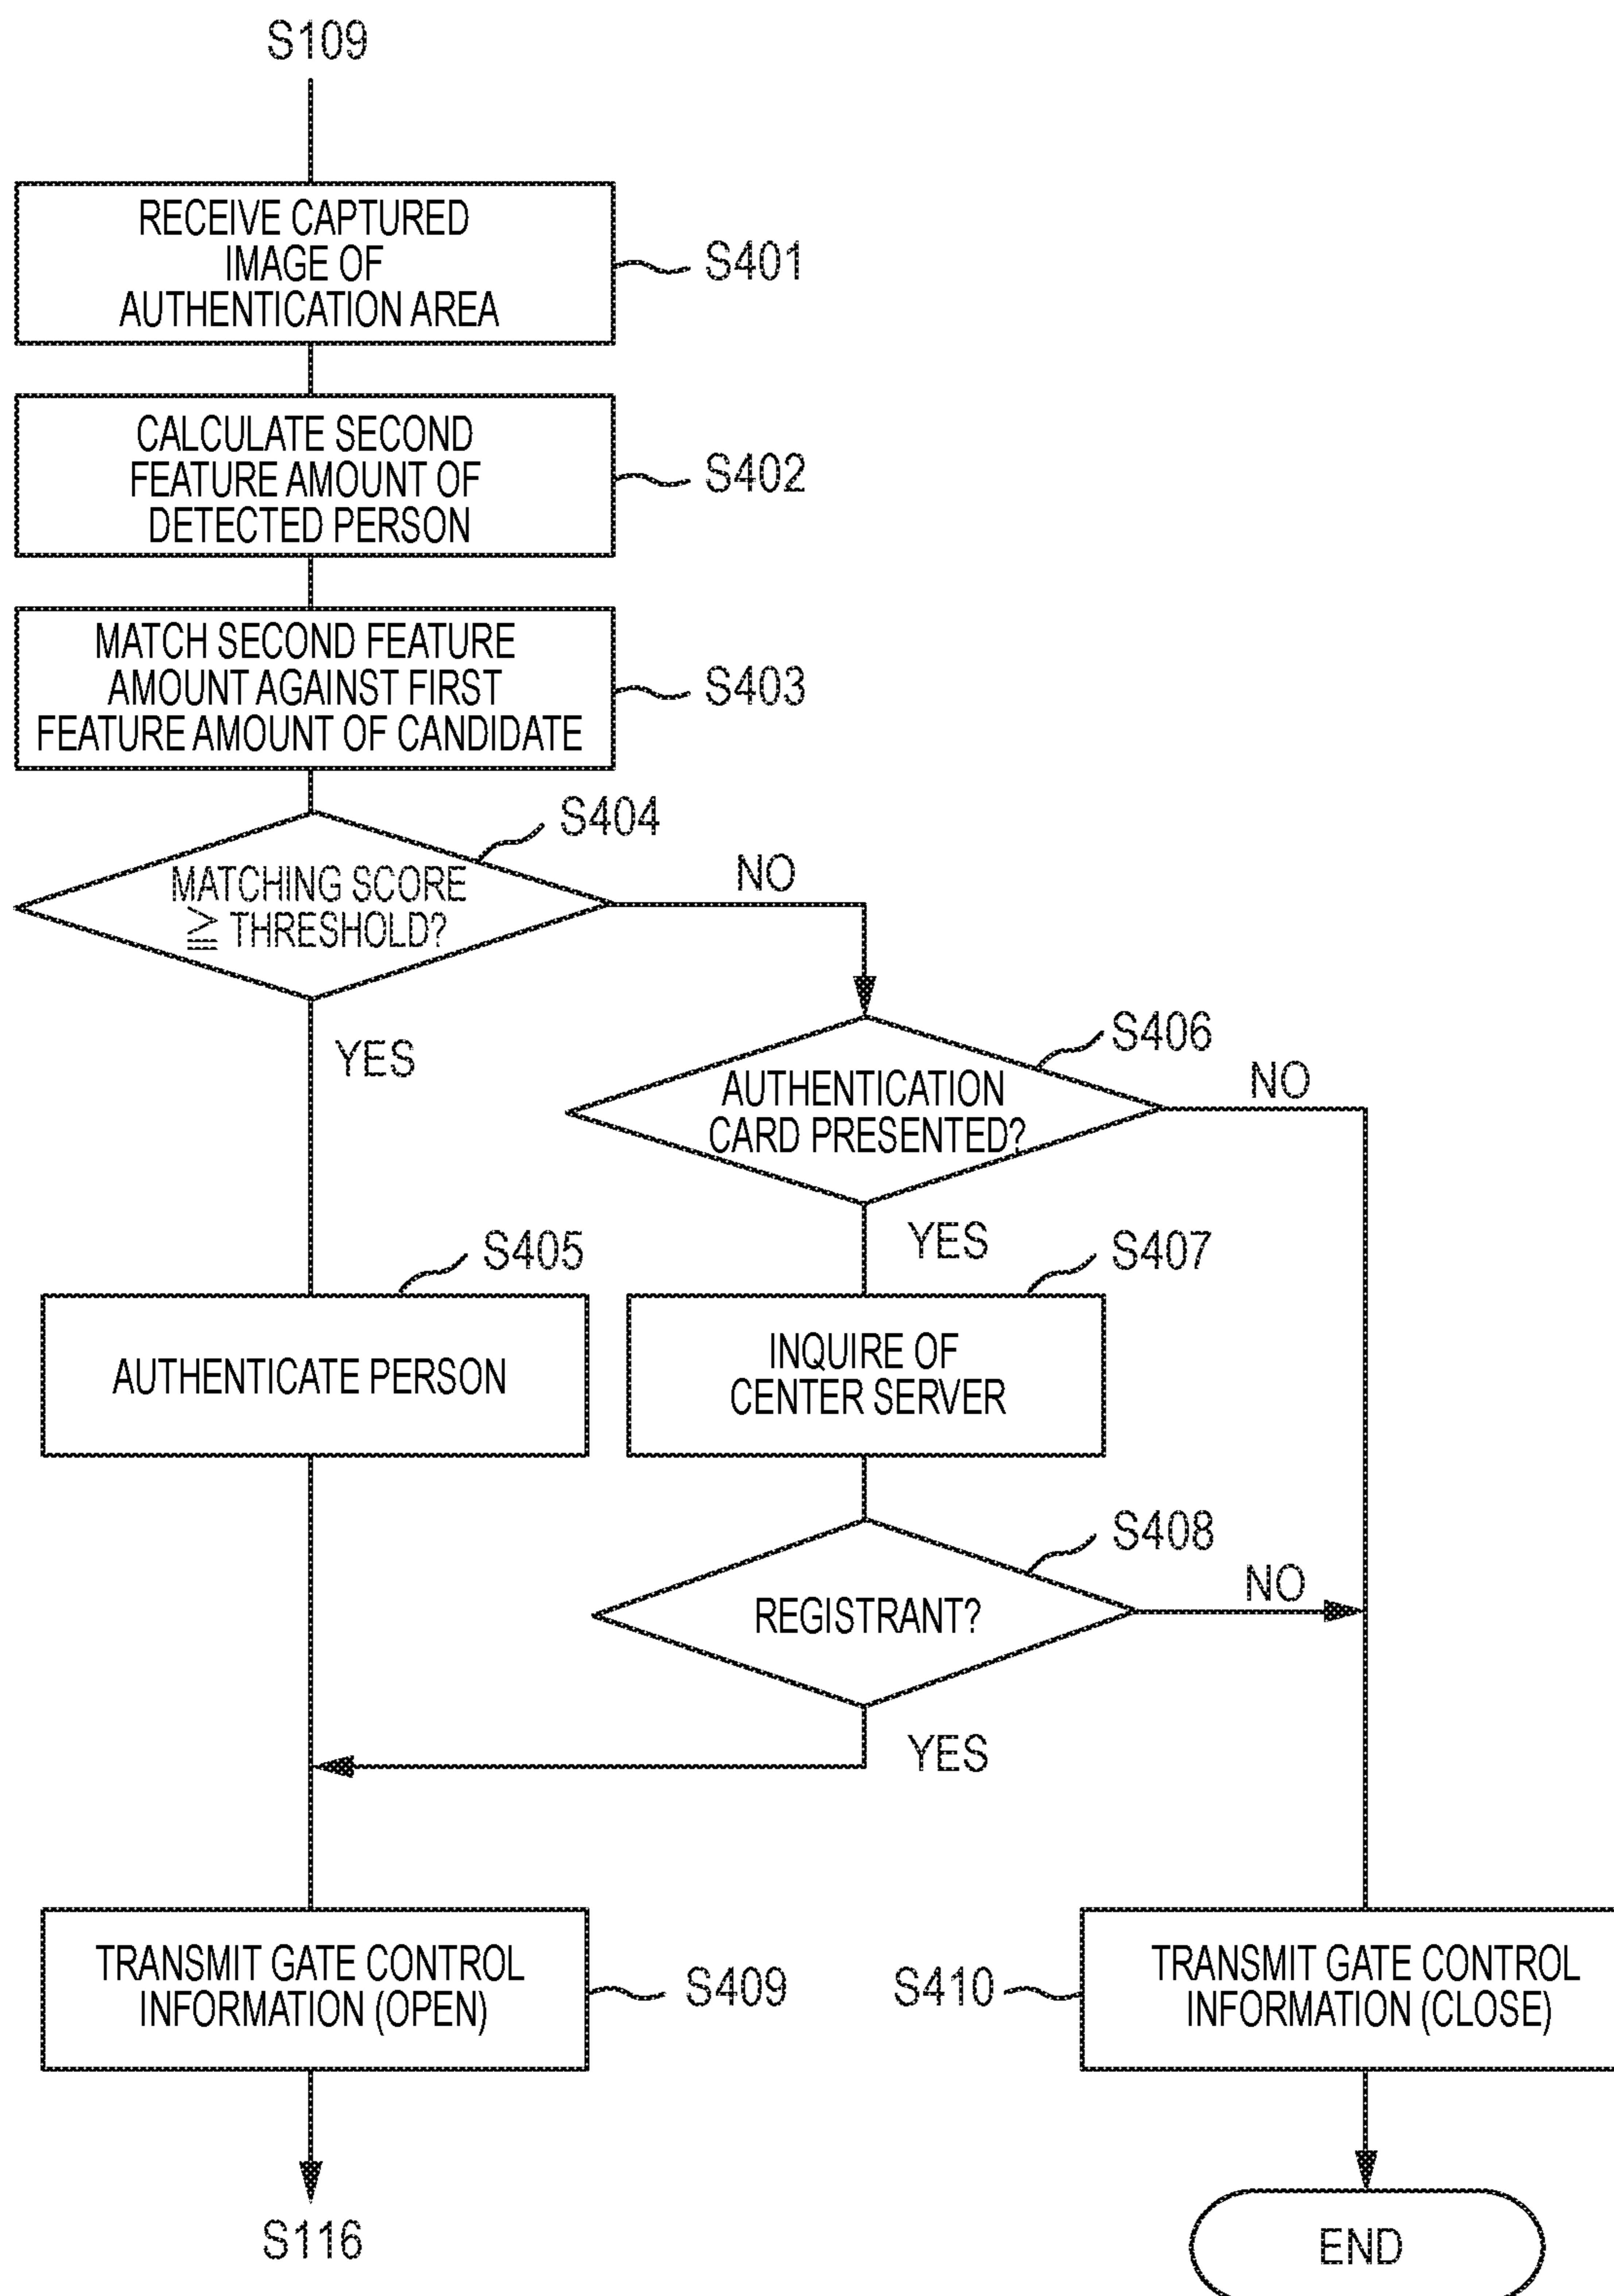 S109
RECEIVE CAPTURED
IMAGE OF
AUTHENTICATION AREA
S401
CALCULATE SECOND
FEATURE AMOUNT OF
DETECTED PERSON
S402
MATCH SECOND FEATURE
AMOUNT AGAINST FIRST
FEATURE AMOUNT OF CANDIDATE
S403
S404
MATCHING SCORE
≧ THRESHOLD?
NO
YES
S406
AUTHENTICATION
CARD PRESENTED?
NO
YES
S405
AUTHENTICATE PERSON
S407
INQUIRE OF
CENTER SERVER
S408
REGISTRANT?
NO
YES
TRANSMIT GATE CONTROL
INFORMATION (OPEN)
S409
S410
TRANSMIT GATE CONTROL
INFORMATION (CLOSE)
S116
END